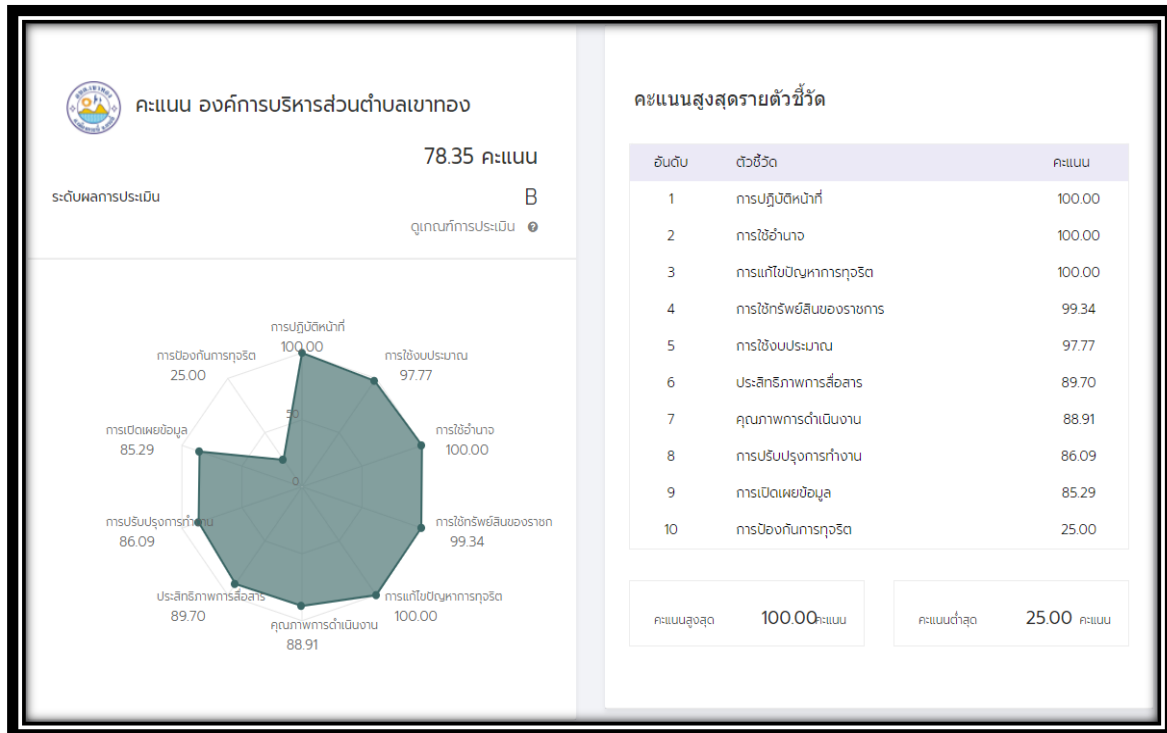 คะแนน องค์การบริหารส่วนตำบลเขาทอง
78.35 คะแนน
ระดับผลการประเมิน B
ดูเกณฑ์การประเมิน
การปฏิบัติหน้าที่
100.00
การป้องกันการทุจริต
25.00
การใช้งบประมาณ
97.77
50
การเปิดเผยข้อมูล
85.29
การใช้อำนาจ
100.00
0
การปรับปรุงการทำงาน
86.09
การใช้ทรัพย์สินของราชก
99.34
ประสิทธิภาพการสื่อสาร
89.70
การแก้ไขปัญหาการทุจริต
100.00
คุณภาพการดำเนินงาน
88.91
คะแนนสูงสุดรายตัวชี้วัด
อันดับ ตัวชี้วัด คะแนน
1 การปฏิบัติหน้าที่ 100.00
2 การใช้อำนาจ 100.00
3 การแก้ไขปัญหาการทุจริต 100.00
4 การใช้ทรัพย์สินของราชการ 99.34
5 การใช้งบประมาณ 97.77
6 ประสิทธิภาพการสื่อสาร 89.70
7 คุณภาพการดำเนินงาน 88.91
8 การปรับปรุงการทำงาน 86.09
9 การเปิดเผยข้อมูล 85.29
10 การป้องกันการทุจริต 25.00
คะแนนสูงสุด 100.00คะแนน
คะแนนต่ำสุด 25.00 คะแนน